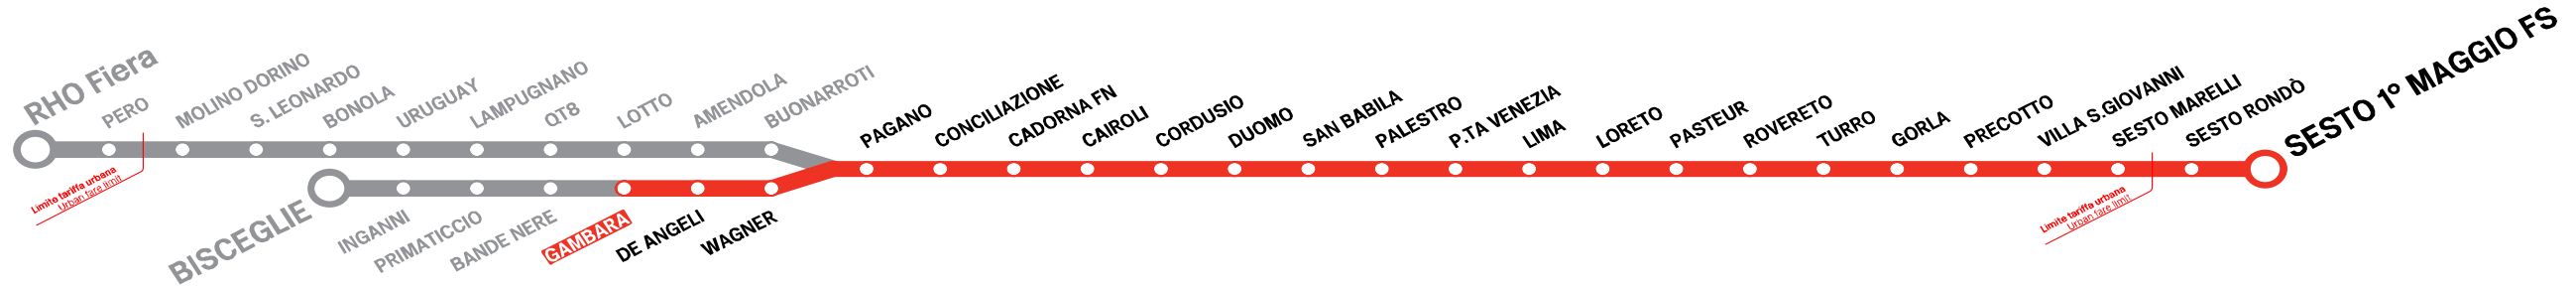 RHO Fiera
PERO
MOLINO DORINO
S. LEONARDO
BONOLA
URUGUAY
LAMPUGNANO
QT8
LOTTO
AMENDOLA
BUONARROTI
PAGANO
CONCILIAZIONE
CADORNA FN
CAIROLI
CORDUSIO
DUOMO
SAN BABILA
PALESTRO
P.TA VENEZIA
LIMA
LORETO
PASTEUR
ROVERETO
TURRO
GORLA
PRECOTTO
VILLA S.GIOVANNI
SESTO MARELLI
SESTO RONDÒ
SESTO 1° MAGGIO FS
Limite tariffa urbana
Urban fare limit
BISCEGLIE
INGANNI
PRIMATICCIO
BANDE NERE
GAMBARA
DE ANGELI
WAGNER
Limite tariffa urbana
Urban fare limit